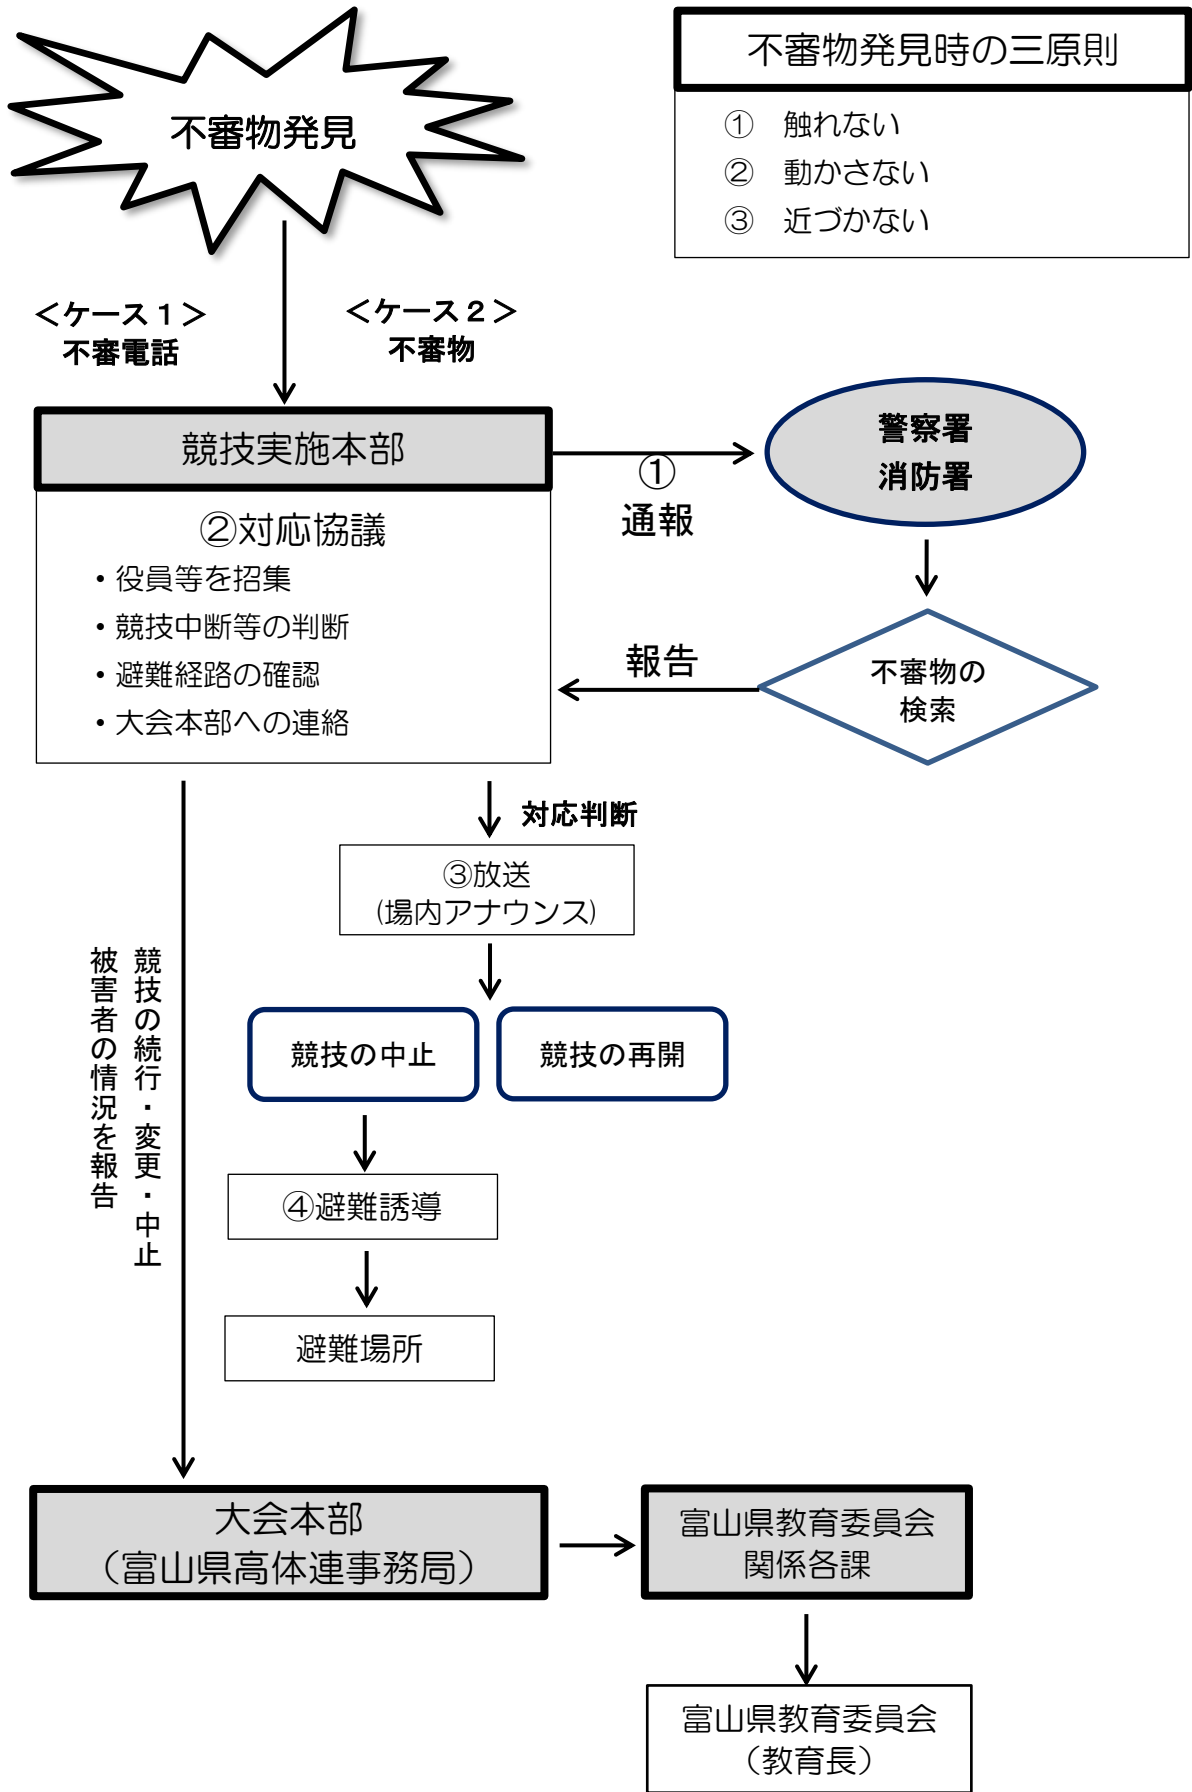 不審物発見
不審物発見時の三原則
① 触れない
② 動かさない
③ 近づかない
＜ケース１＞
不審電話
＜ケース２＞
不審物
競技実施本部
①
通報
警察署
消防署
②対応協議
・役員等を招集
・競技中断等の判断
・避難経路の確認
・大会本部への連絡
報告
不審物の
検索
対応判断
③放送
(場内アナウンス)
競技の中止
競技の再開
競技の続行・変更・中止
被害者の情況を報告
④避難誘導
避難場所
大会本部
（富山県高体連事務局）
富山県教育委員会
関係各課
富山県教育委員会
（教育長）